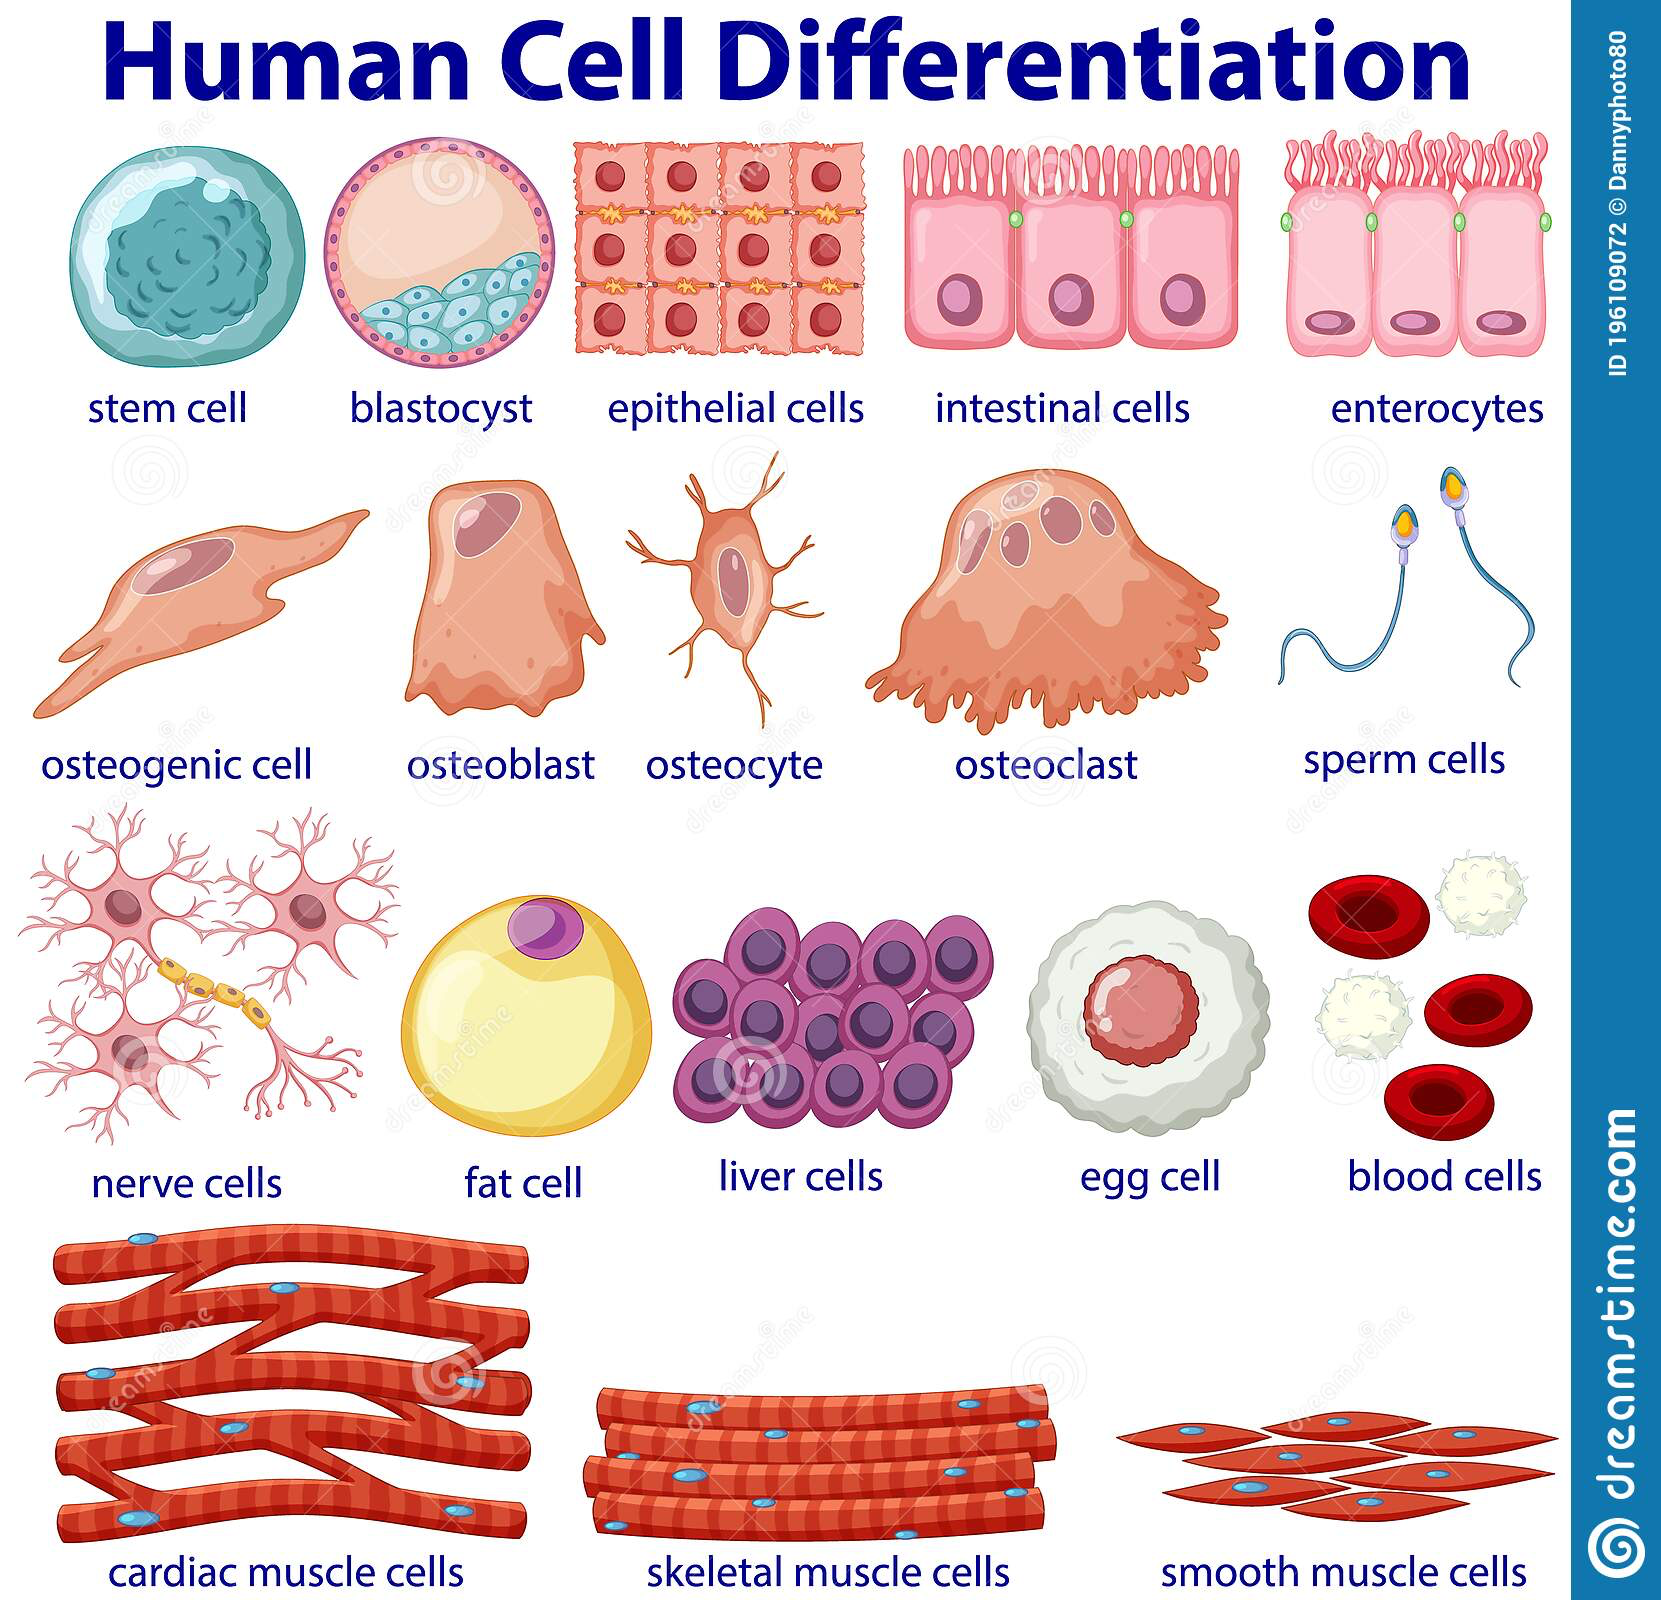 Human Cell Differentiation
stem cell
blastocyst
epithelial cells
intestinal cells
enterocytes
osteogenic cell
osteoblast
osteocyte
osteoclast
sperm cells
nerve cells
fat cell
liver cells
egg cell
blood cells
cardiac muscle cells
skeletal muscle cells
smooth muscle cells
ID 196109072 © Dannyphoto80
dreamstime.com